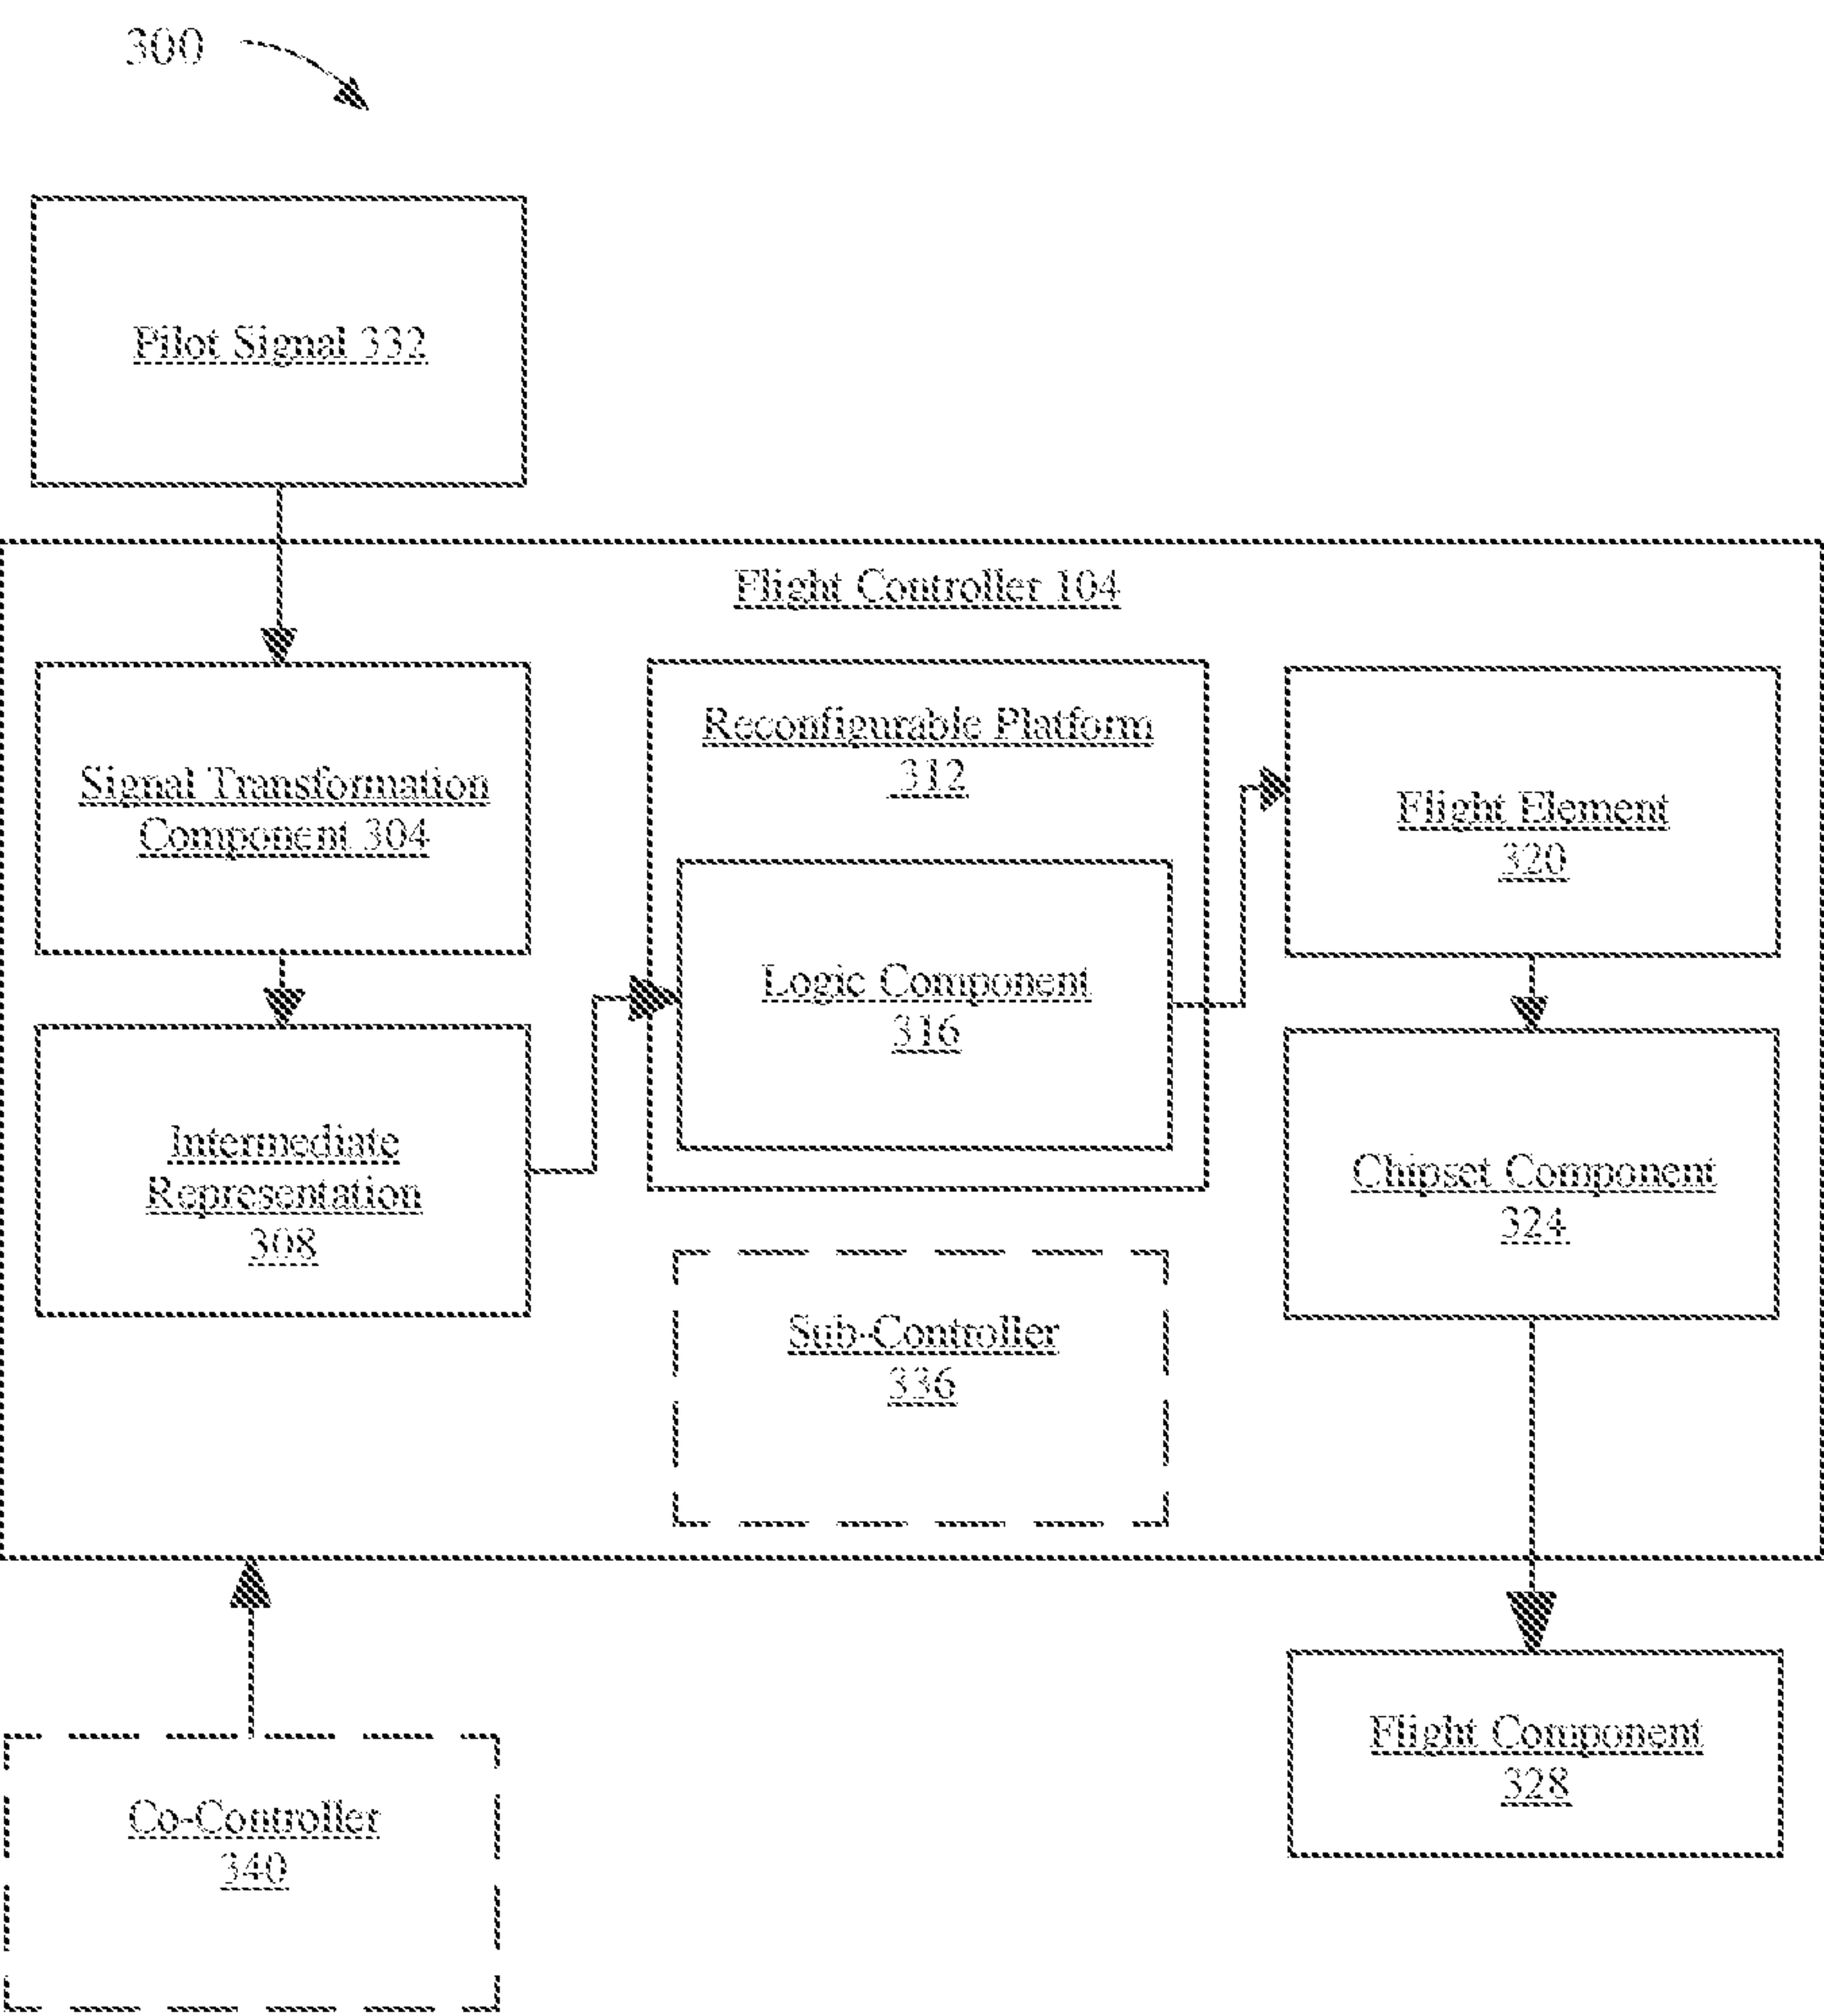 300
Pilot Signal 332
Flight Controller 104
Signal Transformation
Component 304
Intermediate
Representation
308
Reconfigurable Platform
312
Logic Component
316
Sub-Controller
336
Flight Element
320
Chipset Component
324
Co-Controller
340
Flight Component
328